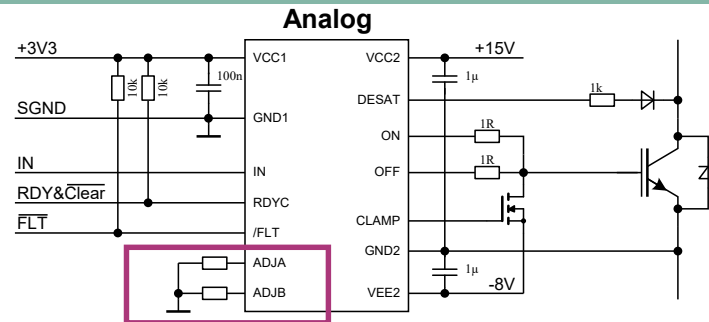 Analog
+3V3
10k
10k
100n
SGND
IN
RDY&Clear
FLT
VCC1
GND1
IN
RDYC
/FLT
ADJA
ADJB
VCC2
DESAT
ON
OFF
CLAMP
GND2
VEE2
+15V
1µ
1k
1R
1R
1µ
-8V